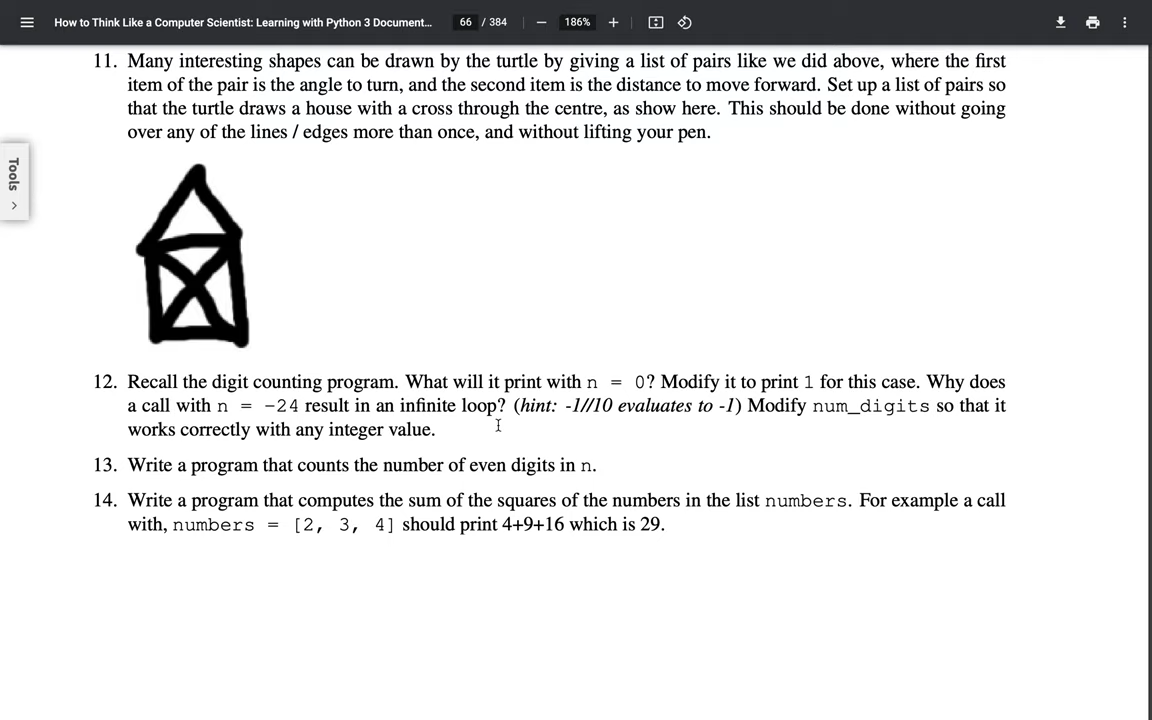 How to Think Like a Computer Scientist: Learning with Python 3 Document...
66 / 384
186%
Tools
11. Many interesting shapes can be drawn by the turtle by giving a list of pairs like we did above, where the first
item of the pair is the angle to turn, and the second item is the distance to move forward. Set up a list of pairs so
that the turtle draws a house with a cross through the centre, as show here. This should be done without going
over any of the lines / edges more than once, and without lifting your pen.
12. Recall the digit counting program. What will it print with n = 0? Modify it to print 1 for this case. Why does
a call with n = -24 result in an infinite loop? (hint: -1//10 evaluates to -1) Modify num_digits so that it
works correctly with any integer value.
13. Write a program that counts the number of even digits in n.
14. Write a program that computes the sum of the squares of the numbers in the list numbers. For example a call
with, numbers = [2, 3, 4] should print 4+9+16 which is 29.